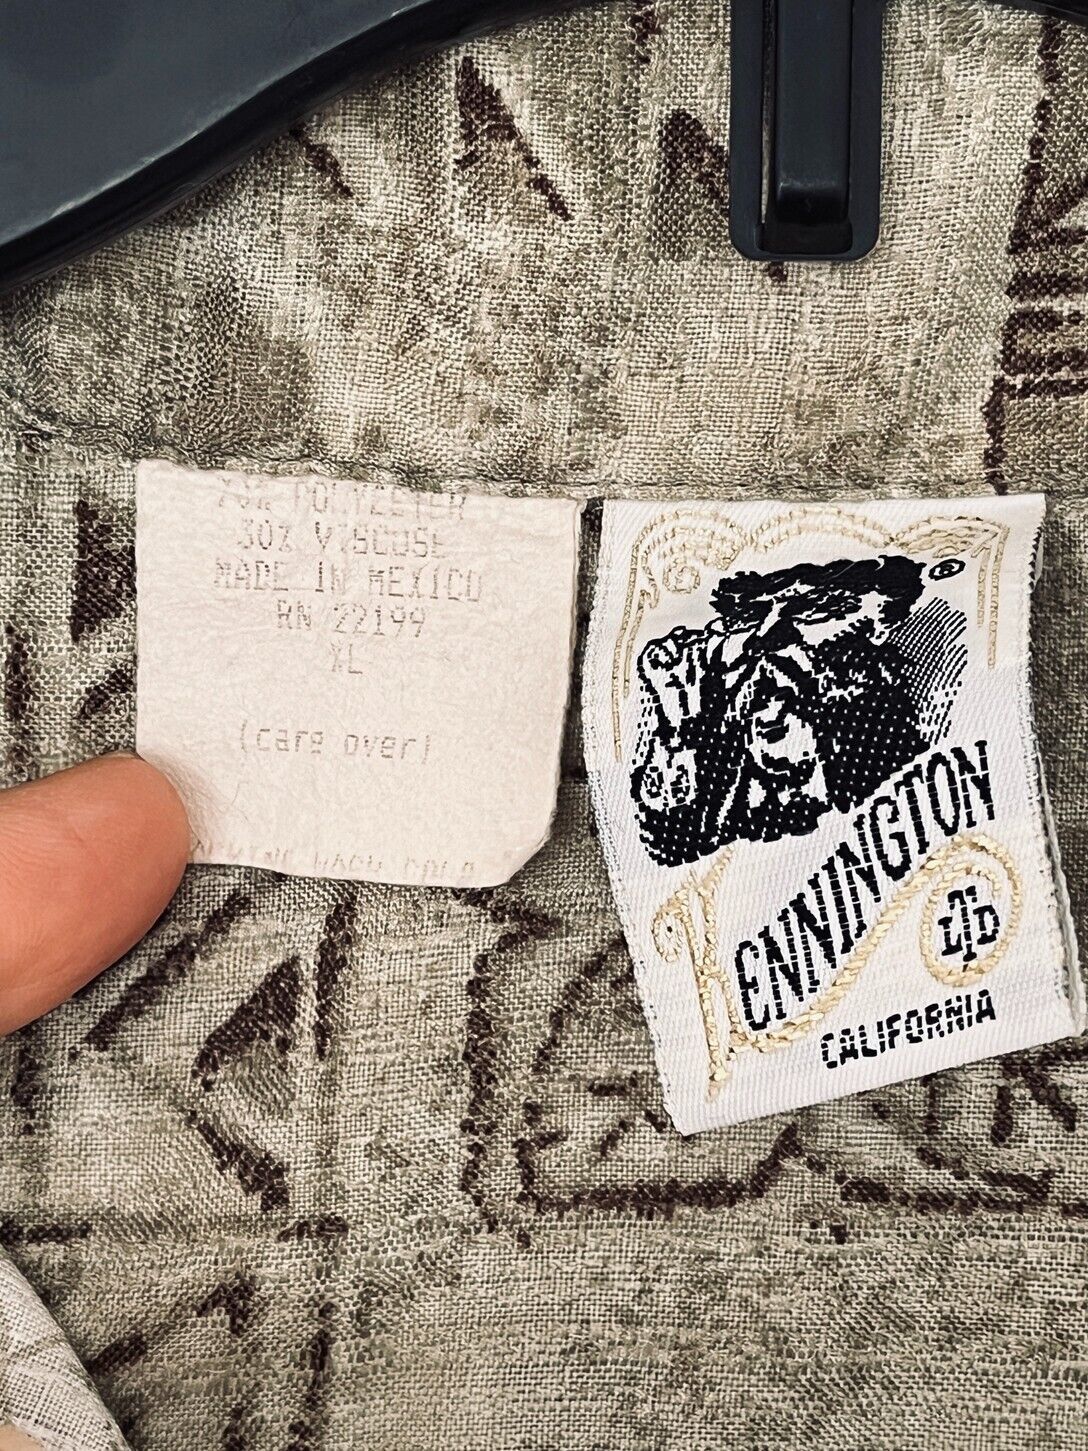 70% POLYESTER
30% VISCOSE
MADE IN MEXICO
RN 22199
XL
(care over)
®
KENNINGTON
LTD
CALIFORNIA